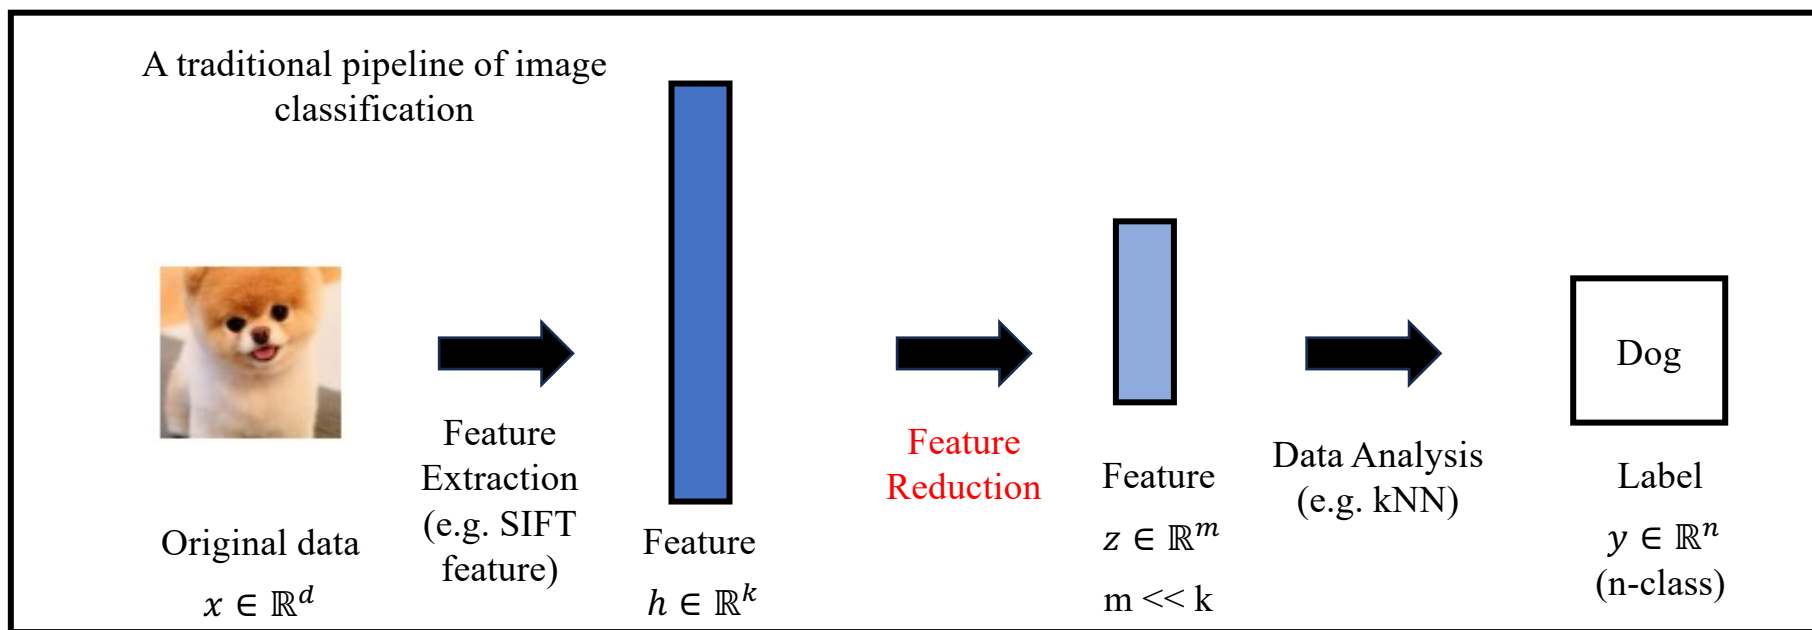 A traditional pipeline of image
classification
Original data
𝑥 ∈ ℝ^𝑑
Feature
Extraction
(e.g. SIFT
feature)
Feature
ℎ ∈ ℝ^𝑘
Feature
Reduction
Feature
𝑧 ∈ ℝ^𝑚
m << k
Data Analysis
(e.g. kNN)
Dog
Label
𝑦 ∈ ℝ^𝑛
(n-class)